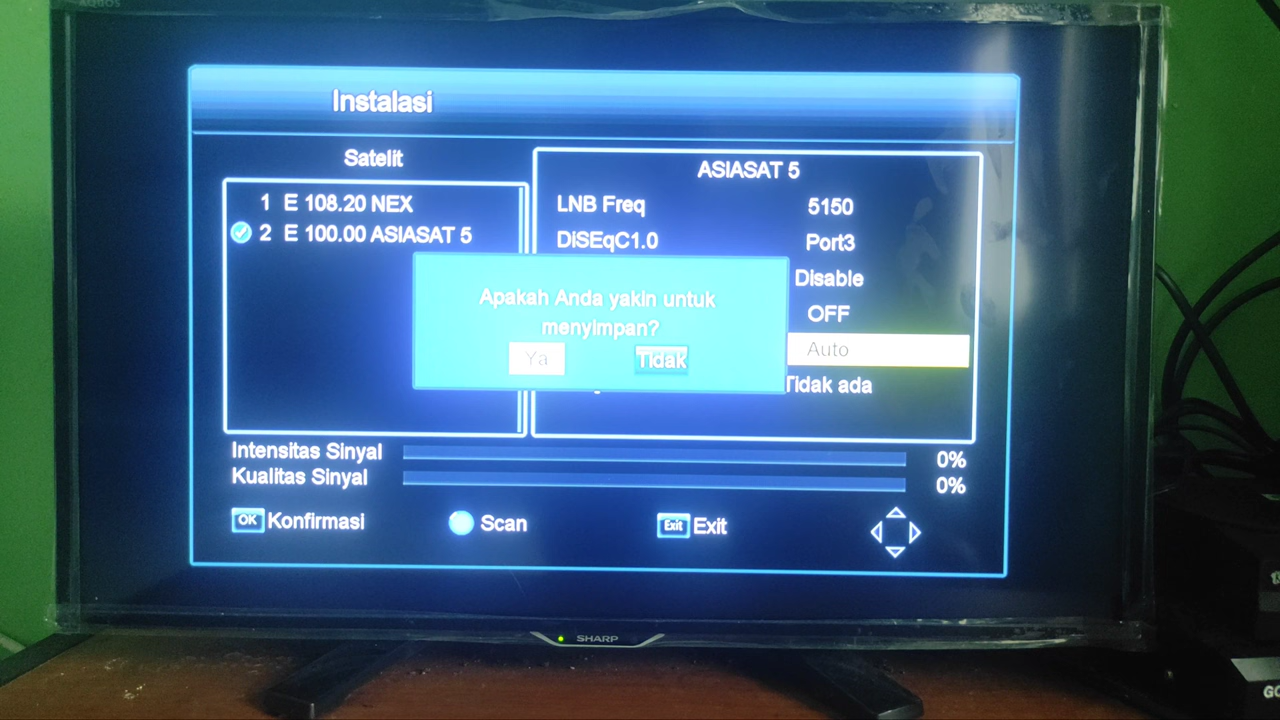 AQUOS
Instalasi
Satelit
1 E 108.20 NEX
2 E 100.00 ASIASAT 5
ASIASAT 5
LNB Freq 5150
DiSEqC1.0 Port3
Disable
OFF
Auto
Tidak ada
Apakah Anda yakin untuk
menyimpan?
Ya Tidak
Intensitas Sinyal 0%
Kualitas Sinyal 0%
OK Konfirmasi Scan Exit Exit
SHARP